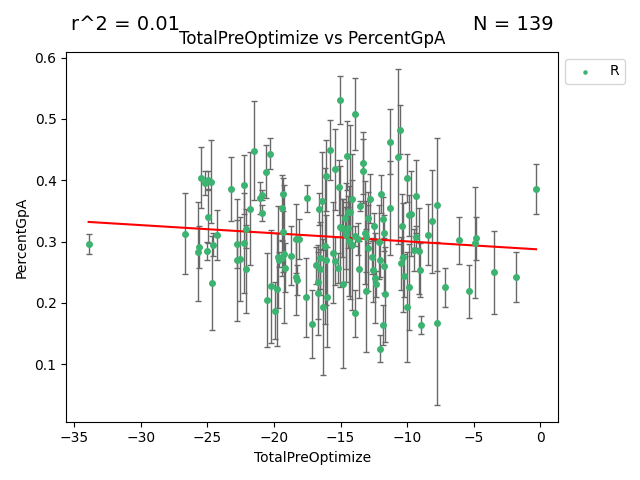 r^2 = 0.01
N = 139
TotalPreOptimize vs PercentGpA
R
PercentGpA
0.6
0.5
0.4
0.3
0.2
0.1
−35 −30 −25 −20 −15 −10 −5 0
TotalPreOptimize